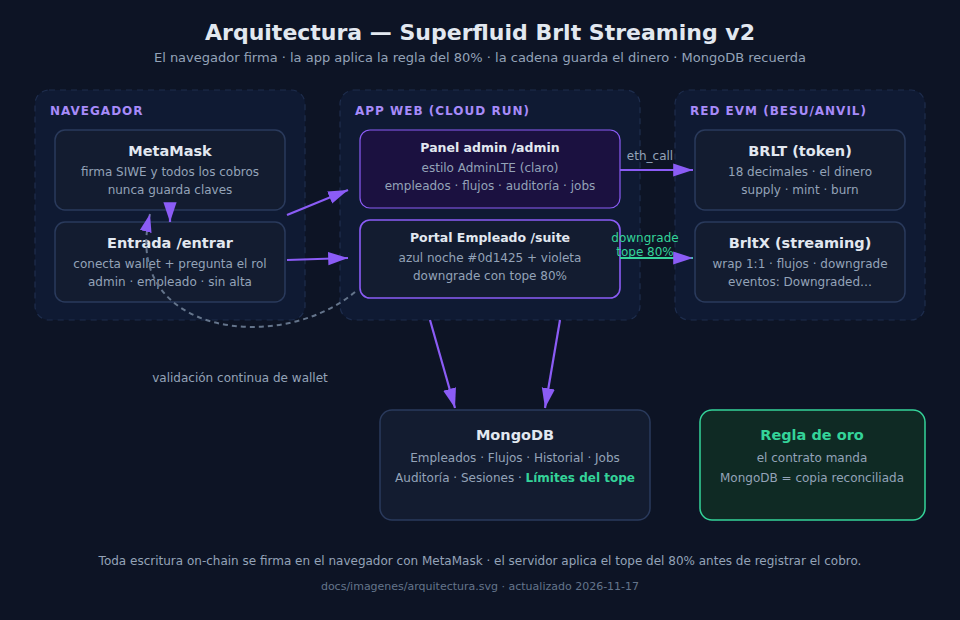 Arquitectura — Superfluid Brlt Streaming v2
El navegador firma · la app aplica la regla del 80% · la cadena guarda el dinero · MongoDB recuerda
NAVEGADOR
MetaMask
firma SIWE y todos los cobros
nunca guarda claves
Entrada /entrar
conecta wallet + pregunta el rol
admin · empleado · sin alta
APP WEB (CLOUD RUN)
Panel admin /admin
estilo AdminLTE (claro)
empleados · flujos · auditoría · jobs
Portal Empleado /suite
azul noche #0d1425 + violeta
downgrade con tope 80%
eth_call
downgrade
tope 80%
RED EVM (BESU/ANVIL)
BRLT (token)
18 decimales · el dinero
supply · mint · burn
BrltX (streaming)
wrap 1:1 · flujos · downgrade
eventos: Downgraded…
validación continua de wallet
MongoDB
Empleados · Flujos · Historial · Jobs
Auditoría · Sesiones · Límites del tope
Regla de oro
el contrato manda
MongoDB = copia reconciliada
Toda escritura on-chain se firma en el navegador con MetaMask · el servidor aplica el tope del 80% antes de registrar el cobro.
docs/imagenes/arquitectura.svg · actualizado 2026-11-17